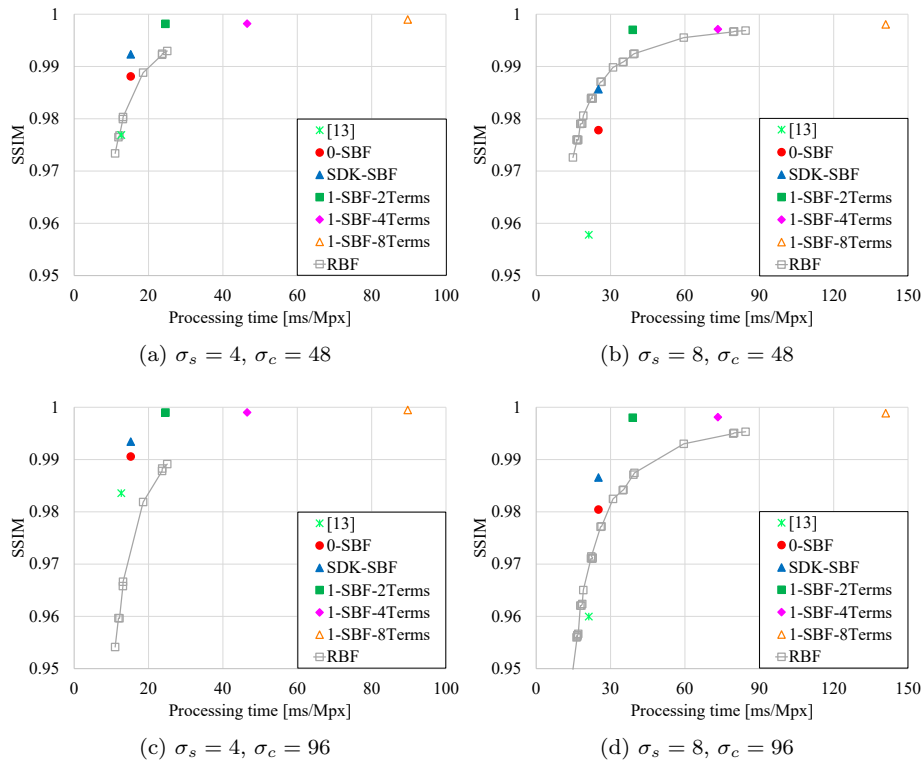 1
0.99
0.98
0.97
0.96
0.95
SSIM
0 20 40 60 80 100
Processing time [ms/Mpx]
[13]
0-SBF
SDK-SBF
1-SBF-2Terms
1-SBF-4Terms
1-SBF-8Terms
RBF
(a) σ_s = 4, σ_c = 48
1
0.99
0.98
0.97
0.96
0.95
SSIM
0 30 60 90 120 150
Processing time [ms/Mpx]
[13]
0-SBF
SDK-SBF
1-SBF-2Terms
1-SBF-4Terms
1-SBF-8Terms
RBF
(b) σ_s = 8, σ_c = 48
1
0.99
0.98
0.97
0.96
0.95
SSIM
0 20 40 60 80 100
Processing time [ms/Mpx]
[13]
0-SBF
SDK-SBF
1-SBF-2Terms
1-SBF-4Terms
1-SBF-8Terms
RBF
(c) σ_s = 4, σ_c = 96
1
0.99
0.98
0.97
0.96
0.95
SSIM
0 30 60 90 120 150
Processing time [ms/Mpx]
[13]
0-SBF
SDK-SBF
1-SBF-2Terms
1-SBF-4Terms
1-SBF-8Terms
RBF
(d) σ_s = 8, σ_c = 96